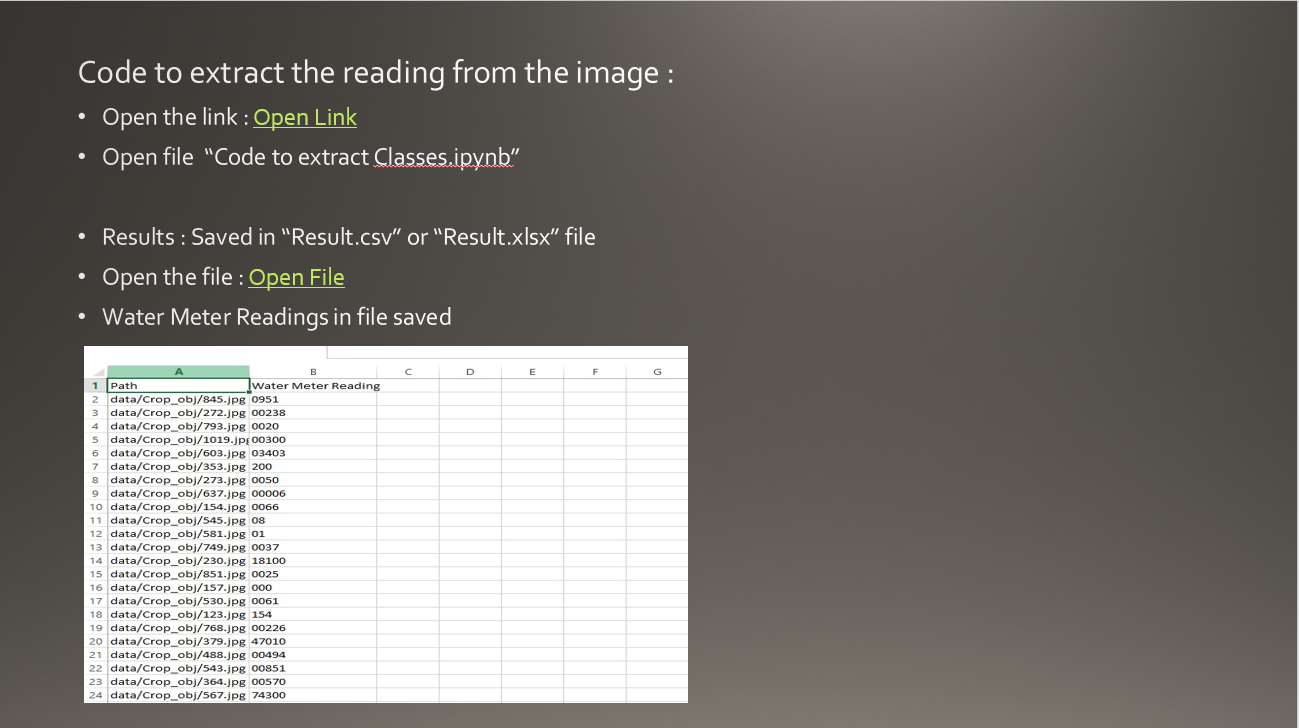 Code to extract the reading from the image :
• Open the link : Open Link
• Open file “Code to extract Classes.ipynb”
• Results : Saved in “Result.csv” or “Result.xlsx” file
• Open the file : Open File
• Water Meter Readings in file saved
A B C D E F G
1 Path Water Meter Reading
2 data/Crop_obj/845.jpg 0951
3 data/Crop_obj/272.jpg 00238
4 data/Crop_obj/793.jpg 0020
5 data/Crop_obj/1019.jpg 00300
6 data/Crop_obj/603.jpg 03403
7 data/Crop_obj/353.jpg 200
8 data/Crop_obj/273.jpg 0050
9 data/Crop_obj/637.jpg 00006
10 data/Crop_obj/154.jpg 0066
11 data/Crop_obj/545.jpg 08
12 data/Crop_obj/581.jpg 01
13 data/Crop_obj/749.jpg 0037
14 data/Crop_obj/230.jpg 18100
15 data/Crop_obj/851.jpg 0025
16 data/Crop_obj/157.jpg 000
17 data/Crop_obj/530.jpg 0061
18 data/Crop_obj/123.jpg 154
19 data/Crop_obj/768.jpg 00226
20 data/Crop_obj/379.jpg 47010
21 data/Crop_obj/488.jpg 00494
22 data/Crop_obj/543.jpg 00851
23 data/Crop_obj/364.jpg 00570
24 data/Crop_obj/567.jpg 74300